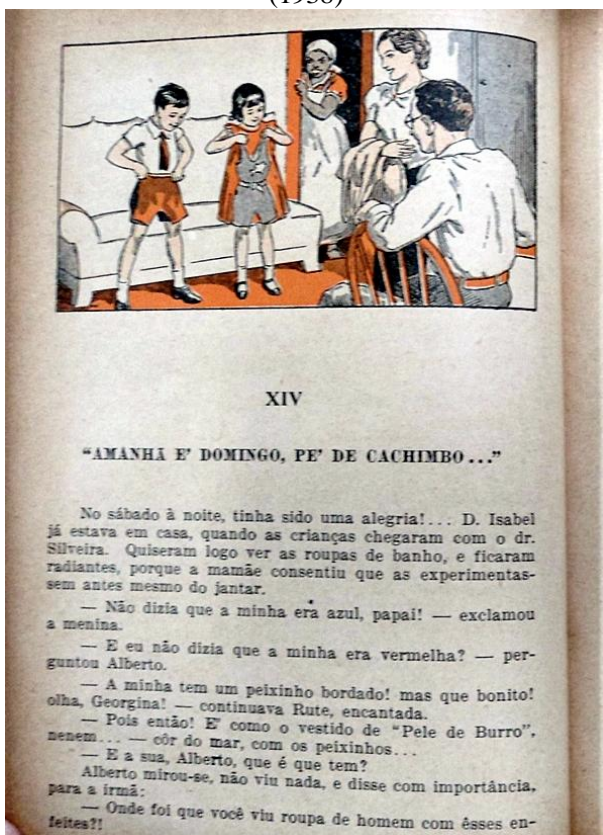 (1938)
XIV
“AMANHÃ E' DOMINGO, PE' DE CACHIMBO...”
No sábado à noite, tinha sido uma alegria!... D. Isabel
já estava em casa, quando as crianças chegaram com o dr.
Silveira. Quiseram logo ver as roupas de banho, e ficaram
radiantes, porque a mamãe consentiu que as experimentas-
sem antes mesmo do jantar.
— Não dizia que a minha era azul, papai! — exclamou
a menina.
— E eu não dizia que a minha era vermelha? — per-
guntou Alberto.
— A minha tem um peixinho bordado! mas que bonito!
olha, Georgina! — continuava Rute, encantada.
— Pois então! E' como o vestido de “Pele de Burro”,
nenem... — côr do mar, com os peixinhos...
— E a sua, Alberto, que é que tem?
Alberto mirou-se, não viu nada, e disse com importância,
para a irmã:
— Onde foi que você viu roupa de homem com êsses en-
feites?!